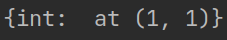 {int:  at (1, 1)}